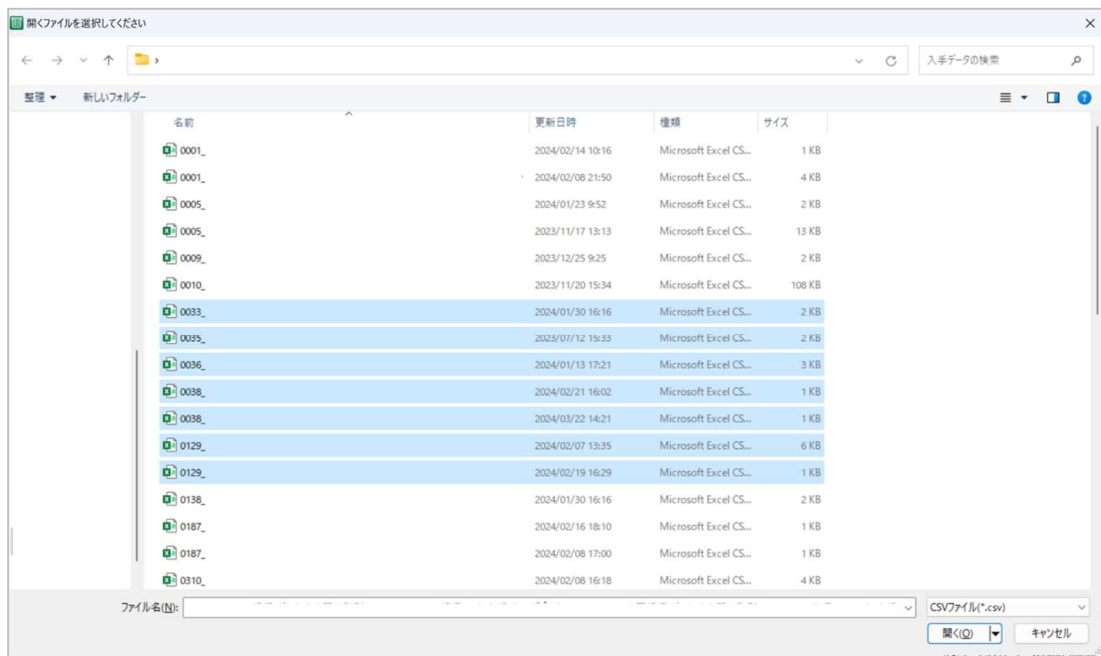 開くファイルを選択してください
入手データの検索
整理 新しいフォルダー
名前 更新日時 種類 サイズ
0001_ 2024/02/14 10:16 Microsoft Excel CS... 1 KB
0001_ 2024/02/08 21:50 Microsoft Excel CS... 4 KB
0005_ 2024/01/23 9:52 Microsoft Excel CS... 2 KB
0005_ 2023/11/17 13:13 Microsoft Excel CS... 13 KB
0009_ 2023/12/25 9:25 Microsoft Excel CS... 2 KB
0010_ 2023/11/20 15:34 Microsoft Excel CS... 108 KB
0033_ 2024/01/30 16:16 Microsoft Excel CS... 2 KB
0035_ 2023/07/12 15:33 Microsoft Excel CS... 2 KB
0036_ 2024/01/13 17:21 Microsoft Excel CS... 3 KB
0038_ 2024/02/21 16:02 Microsoft Excel CS... 1 KB
0038_ 2024/03/22 14:21 Microsoft Excel CS... 1 KB
0129_ 2024/02/07 13:35 Microsoft Excel CS... 6 KB
0129_ 2024/02/19 16:29 Microsoft Excel CS... 1 KB
0138_ 2024/01/30 16:16 Microsoft Excel CS... 2 KB
0187_ 2024/02/16 18:10 Microsoft Excel CS... 1 KB
0187_ 2024/02/08 17:00 Microsoft Excel CS... 1 KB
0310_ 2024/02/08 16:18 Microsoft Excel CS... 4 KB
ファイル名(N): CSVファイル(*.csv)
開く(O) キャンセル